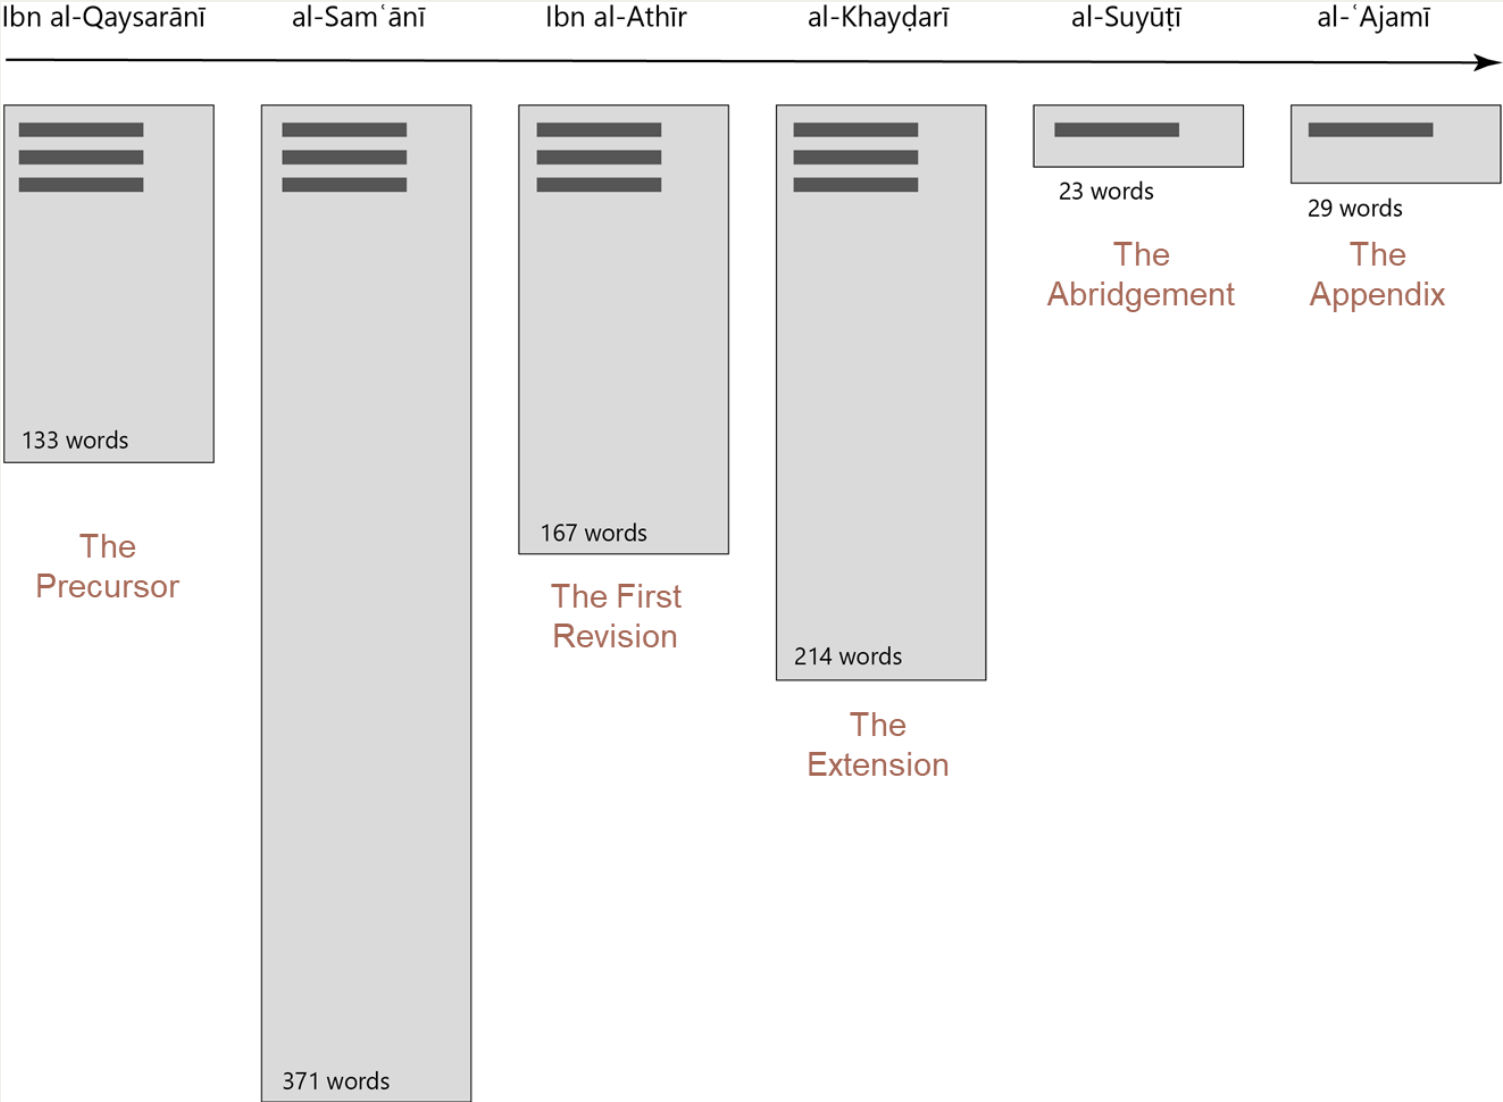 Ibn al-Qaysarānī
al-Samʿānī
Ibn al-Athīr
al-Khayḍarī
al-Suyūṭī
al-ʿAjamī
133 words
The
Precursor
371 words
167 words
The First
Revision
214 words
The
Extension
23 words
The
Abridgement
29 words
The
Appendix